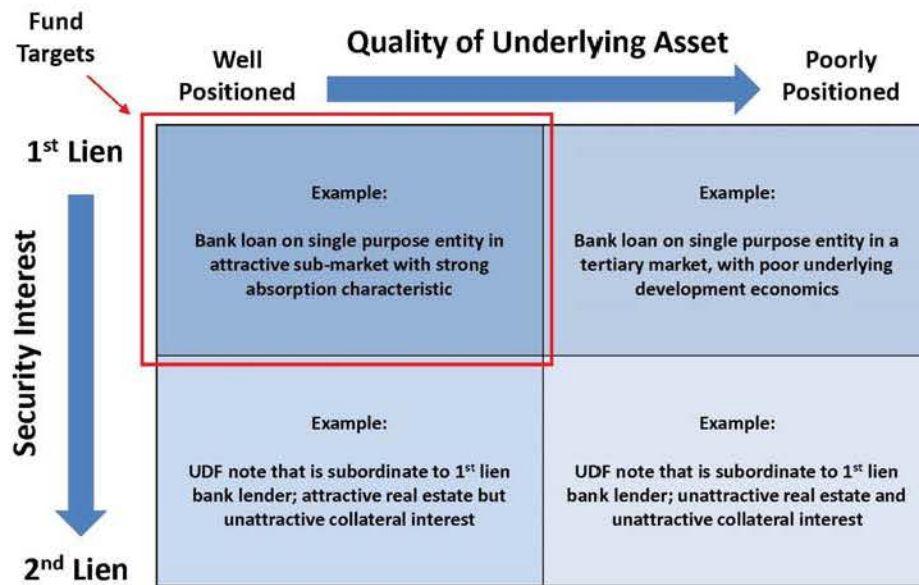 Fund
Targets
Quality of Underlying Asset
Well
Positioned
Poorly
Positioned
1st Lien
Security Interest
2nd Lien
Example:
Bank loan on single purpose entity in
attractive sub-market with strong
absorption characteristic
Example:
Bank loan on single purpose entity in a
tertiary market, with poor underlying
development economics
Example:
UDF note that is subordinate to 1st lien
bank lender; attractive real estate but
unattractive collateral interest
Example:
UDF note that is subordinate to 1st lien
bank lender; unattractive real estate and
unattractive collateral interest